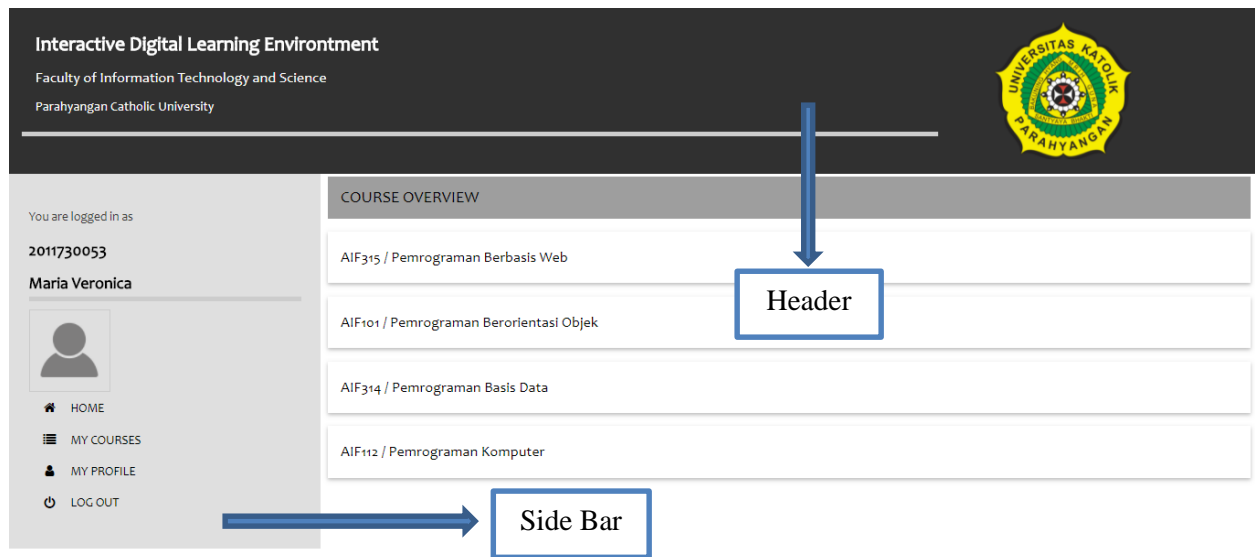 Interactive Digital Learning Environtment
Faculty of Information Technology and Science
Parahyangan Catholic University
UNIVERSITAS KATOLIK
PARAHYANGAN
You are logged in as
2011730053
Maria Veronica
HOME
MY COURSES
MY PROFILE
LOG OUT
COURSE OVERVIEW
AIF315 / Pemrograman Berbasis Web
AIF101 / Pemrograman Berorientasi Objek
AIF314 / Pemrograman Basis Data
AIF112 / Pemrograman Komputer
Header
Side Bar